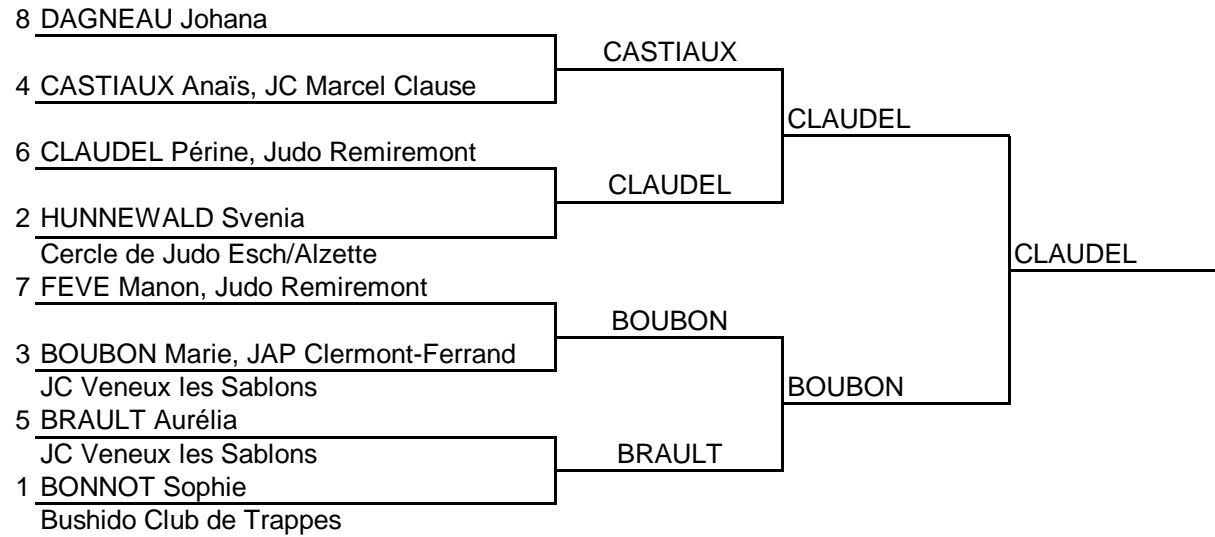 8 DAGNEAU Johana
CASTIAUX
4 CASTIAUX Anaïs, JC Marcel Clause
CLAUDEL
6 CLAUDEL Périne, Judo Remiremont
CLAUDEL
2 HUNNEWALD Svenia
Cercle de Judo Esch/Alzette
CLAUDEL
7 FEVE Manon, Judo Remiremont
BOUBON
3 BOUBON Marie, JAP Clermont-Ferrand
JC Veneux les Sablons
BOUBON
5 BRAULT Aurélia
JC Veneux les Sablons
BRAULT
1 BONNOT Sophie
Bushido Club de Trappes